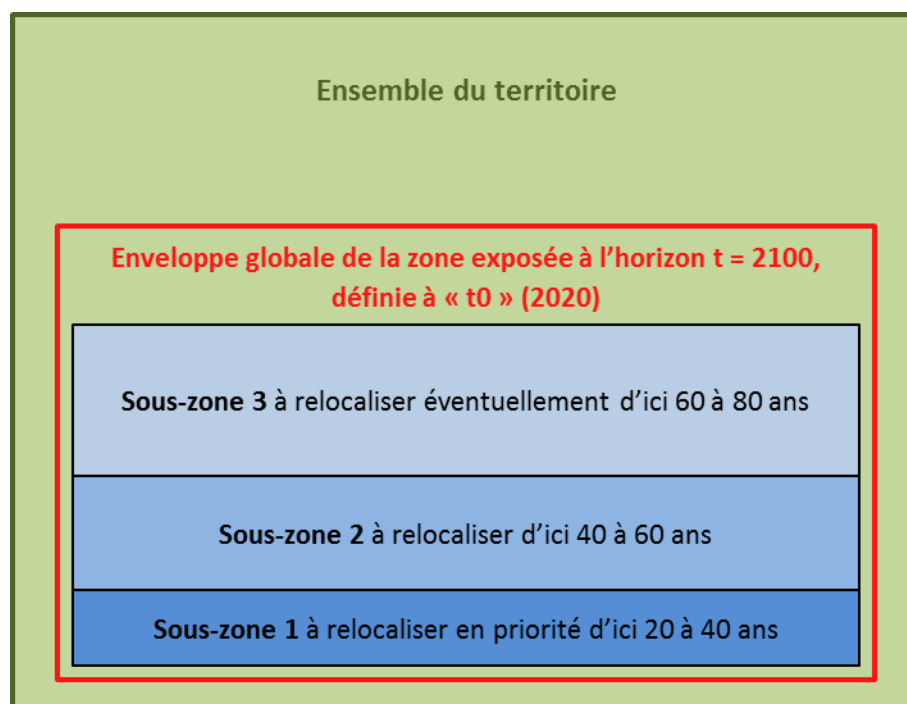 Ensemble du territoire
Enveloppe globale de la zone exposée à l’horizon t = 2100,
définie à « t0 » (2020)
Sous-zone 3 à relocaliser éventuellement d’ici 60 à 80 ans
Sous-zone 2 à relocaliser d’ici 40 à 60 ans
Sous-zone 1 à relocaliser en priorité d’ici 20 à 40 ans